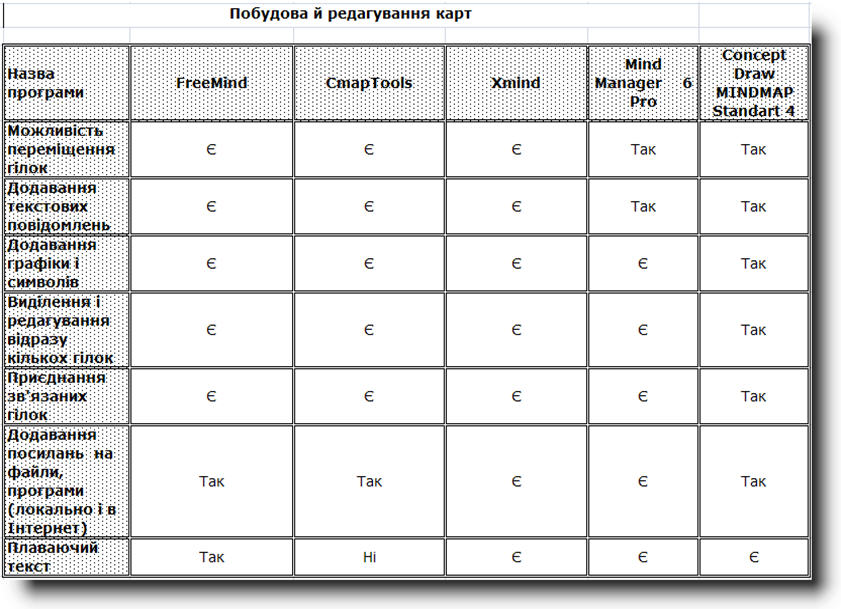 Побудова й редагування карт
Назва
програми
FreeMind
CmapTools
Xmind
Mind
Manager 6
Pro
Concept
Draw
MINDMAP
Standart 4
Можливість
переміщення
гілок
Є
Є
Є
Так
Так
Додавання
текстових
повідомлень
Є
Є
Є
Так
Так
Додавання
графіки і
символів
Є
Є
Є
Є
Так
Виділення і
редагування
відразу
кількох гілок
Є
Є
Є
Є
Так
Приєднання
зв'язаних
гілок
Є
Є
Є
Є
Так
Додавання
посилань на
файли,
програми
(локально і в
Інтернет)
Так
Так
Є
Є
Так
Плаваючий
текст
Так
Ні
Є
Є
Є